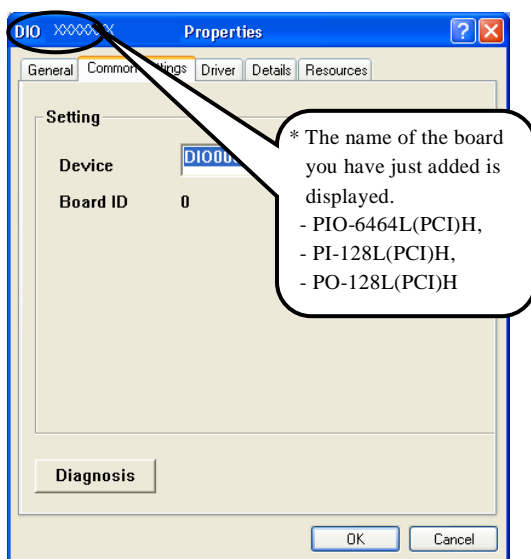 DIO XXXXXXX Properties
General Common Settings Driver Details Resources
Setting
Device DIO00
Board ID 0
* The name of the board
you have just added is
displayed.
- PIO-6464L(PCI)H,
- PI-128L(PCI)H,
- PO-128L(PCI)H
Diagnosis
OK Cancel